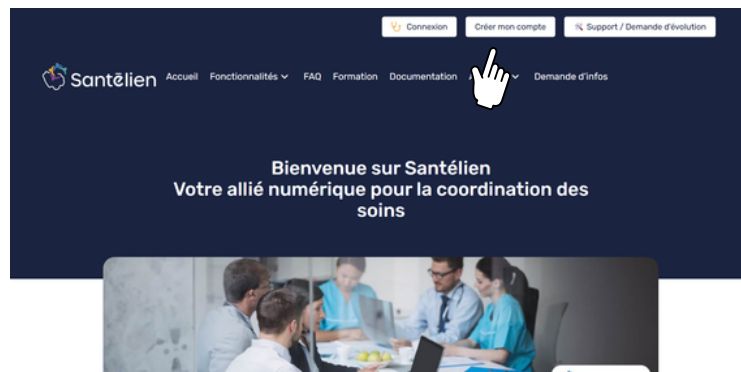 Connexion
Créer mon compte
Support / Demande d'évolution
Santélien
Accueil Fonctionnalités FAQ Formation Documentation Demande d'infos
Bienvenue sur Santélien
Votre allié numérique pour la coordination des
soins